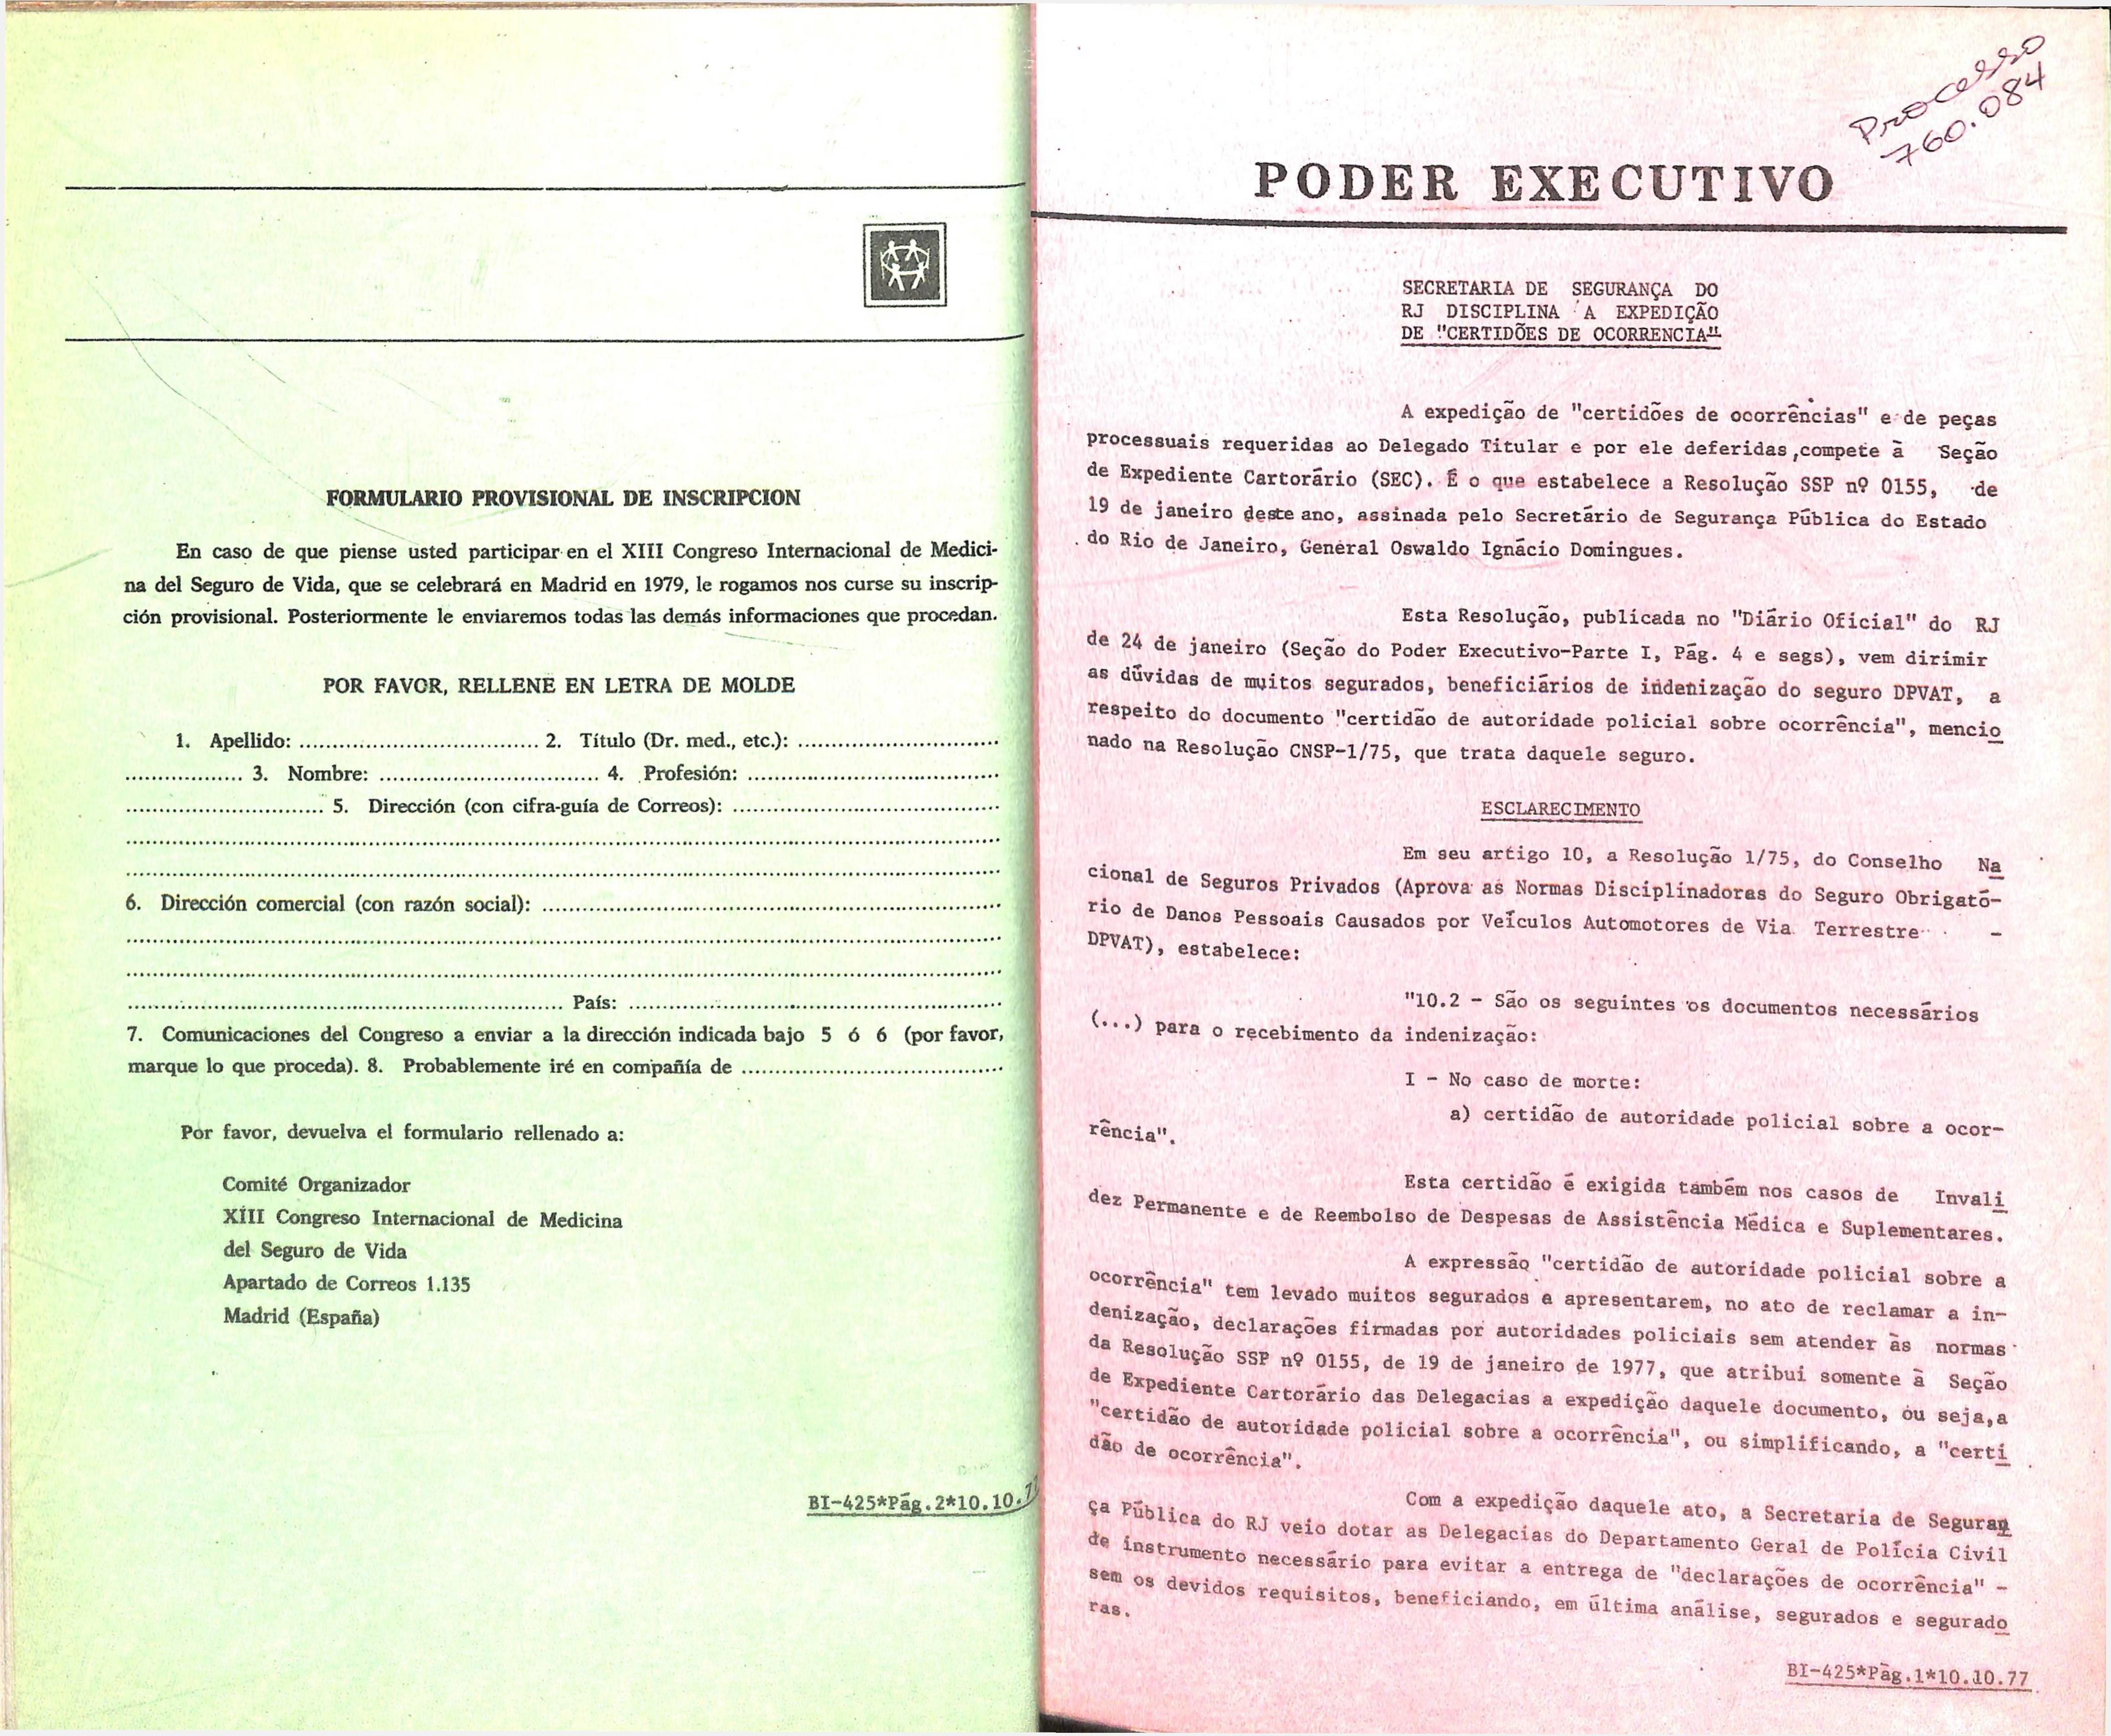 FORMULARIO PROVISIONAL DE INSCRIPCION
En caso de que piense usted participar en el XIII Congreso Internacional de Medici-
na del Seguro de Vida, que se celebrará en Madrid en 1979, le rogamos nos curse su inscrip-
ción provisional. Posteriormente le enviaremos todas las demás informaciones que procedan.
POR FAVOR, RELLENE EN LETRA DE MOLDE
1. Apellido: .................................... 2. Título (Dr. med., etc.): ..............................
.................. 3. Nombre: ................................. 4. Profesión: ......................................
.............................. 5. Dirección (con cifra-guía de Correos): ........................................
....................................................................................................................................
....................................................................................................................................
6. Dirección comercial (con razón social): .....................................................................
....................................................................................................................................
....................................................................................................................................
.................................................................. País: ........................................................
7. Comunicaciones del Congreso a enviar a la dirección indicada bajo 5 ó 6 (por favor,
marque lo que proceda). 8. Probablemente iré en compañía de .......................................
Por favor, devuelva el formulario rellenado a:
Comité Organizador
XIII Congreso Internacional de Medicina
del Seguro de Vida
Apartado de Correos 1.135
Madrid (España)
BI-425*Pág.2*10.10.77
Processo
760.084
PODER EXECUTIVO
SECRETARIA DE SEGURANÇA DO
RJ DISCIPLINA A EXPEDIÇÃO
DE "CERTIDÕES DE OCORRENCIA"
A expedição de "certidões de ocorrências" e de peças
processuais requeridas ao Delegado Titular e por ele deferidas,compete à Seção
de Expediente Cartorário (SEC). É o que estabelece a Resolução SSP nº 0155, de
19 de janeiro deste ano, assinada pelo Secretário de Segurança Pública do Estado
do Rio de Janeiro, General Oswaldo Ignácio Domingues.
Esta Resolução, publicada no "Diário Oficial" do RJ
de 24 de janeiro (Seção do Poder Executivo-Parte I, Pág. 4 e segs), vem dirimir
as dúvidas de muitos segurados, beneficiários de indenização do seguro DPVAT, a
respeito do documento "certidão de autoridade policial sobre ocorrência", mencio
nado na Resolução CNSP-1/75, que trata daquele seguro.
ESCLARECIMENTO
Em seu artigo 10, a Resolução 1/75, do Conselho Na
cional de Seguros Privados (Aprova as Normas Disciplinadoras do Seguro Obrigató-
rio de Danos Pessoais Causados por Veículos Automotores de Via Terrestre -
DPVAT), estabelece:
"10.2 - São os seguintes os documentos necessários
(...) para o recebimento da indenização:
I - No caso de morte:
a) certidão de autoridade policial sobre a ocor-
rência".
Esta certidão é exigida também nos casos de Invali
dez Permanente e de Reembolso de Despesas de Assistência Médica e Suplementares.
A expressão "certidão de autoridade policial sobre a
ocorrência" tem levado muitos segurados a apresentarem, no ato de reclamar a in-
denização, declarações firmadas por autoridades policiais sem atender às normas
da Resolução SSP nº 0155, de 19 de janeiro de 1977, que atribui somente à Seção
de Expediente Cartorário das Delegacias a expedição daquele documento, ou seja,a
"certidão de autoridade policial sobre a ocorrência", ou simplificando, a "certi
dão de ocorrência".
Com a expedição daquele ato, a Secretaria de Seguran
ça Pública do RJ veio dotar as Delegacias do Departamento Geral de Polícia Civil
de instrumento necessário para evitar a entrega de "declarações de ocorrência" -
sem os devidos requisitos, beneficiando, em última análise, segurados e segurado
ras.
BI-425*Pág.1*10.10.77